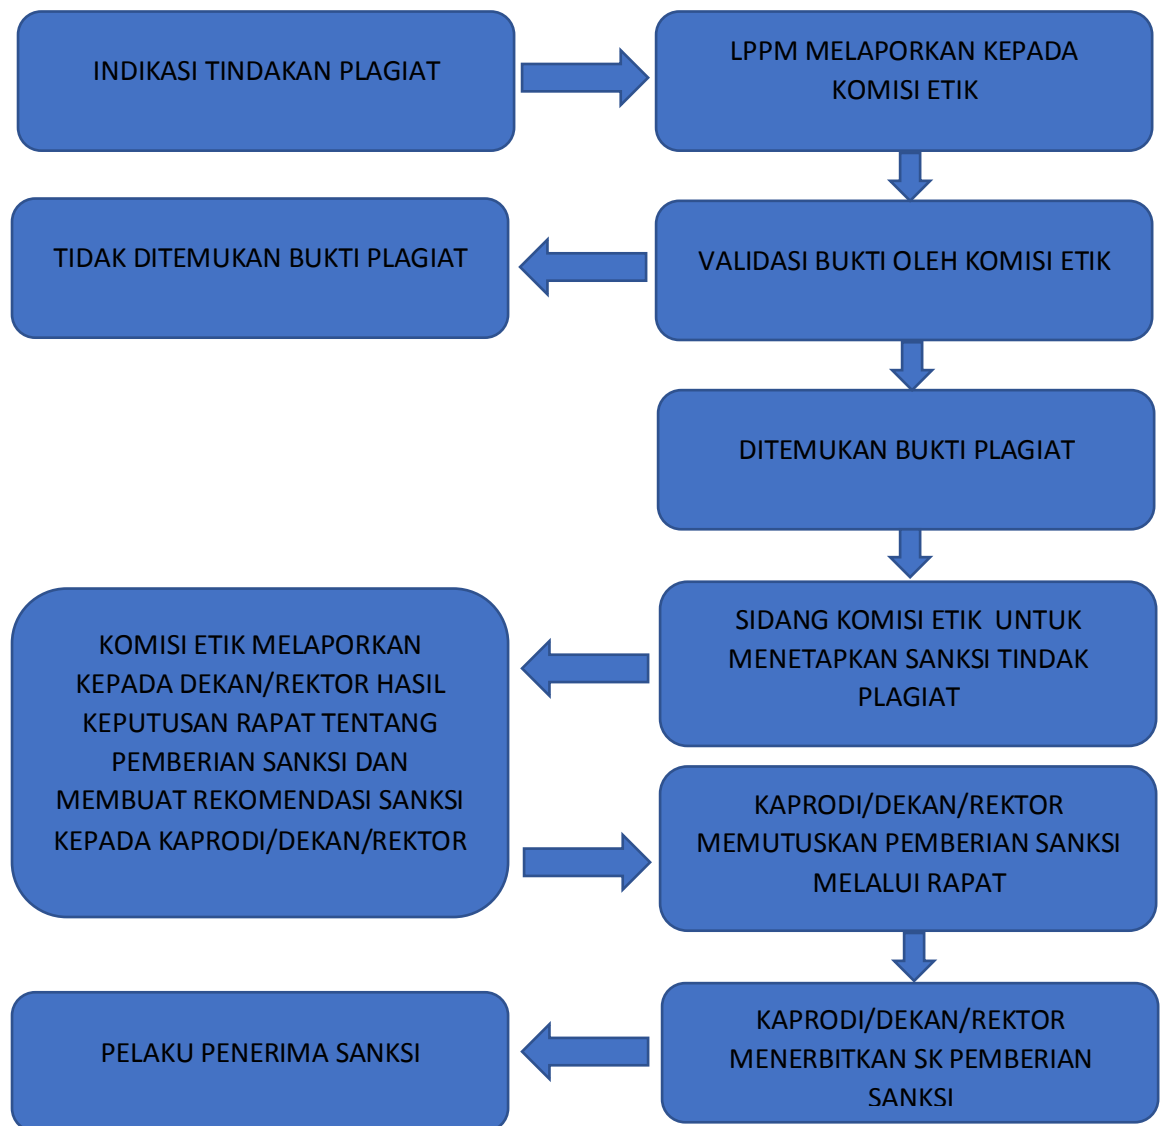 INDIKASI TINDAKAN PLAGIAT
LPPM MELAPORKAN KEPADA
KOMISI ETIK
VALIDASI BUKTI OLEH KOMISI ETIK
TIDAK DITEMUKAN BUKTI PLAGIAT
DITEMUKAN BUKTI PLAGIAT
SIDANG KOMISI ETIK UNTUK
MENETAPKAN SANKSI TINDAK
PLAGIAT
KOMISI ETIK MELAPORKAN
KEPADA DEKAN/REKTOR HASIL
KEPUTUSAN RAPAT TENTANG
PEMBERIAN SANKSI DAN
MEMBUAT REKOMENDASI SANKSI
KEPADA KAPRODI/DEKAN/REKTOR
KAPRODI/DEKAN/REKTOR
MEMUTUSKAN PEMBERIAN SANKSI
MELALUI RAPAT
KAPRODI/DEKAN/REKTOR
MENERBITKAN SK PEMBERIAN
SANKSI
PELAKU PENERIMA SANKSI